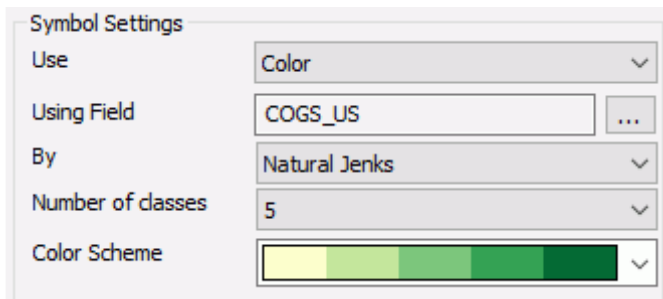 Symbol Settings
Use Color
Using Field COGS_US ...
By Natural Jenks
Number of classes 5
Color Scheme